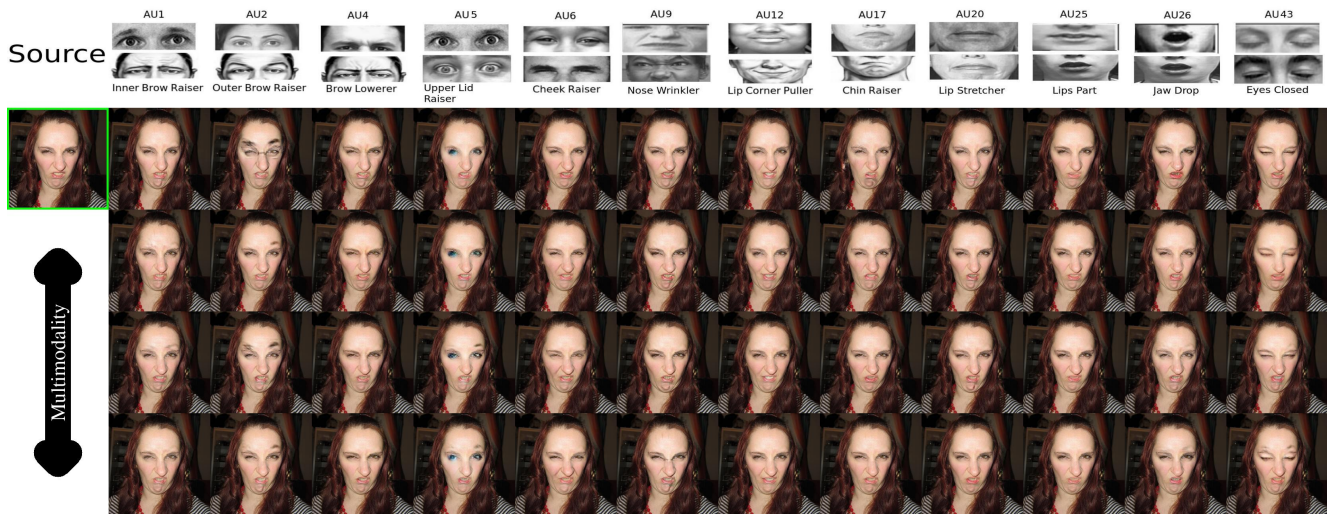 Source
AU1
AU2
AU4
AU5
AU6
AU9
AU12
AU17
AU20
AU25
AU26
AU43
Inner Brow Raiser
Outer Brow Raiser
Brow Lowerer
Upper Lid
Raiser
Cheek Raiser
Nose Wrinkler
Lip Corner Puller
Chin Raiser
Lip Stretcher
Lips Part
Jaw Drop
Eyes Closed
Multimodality